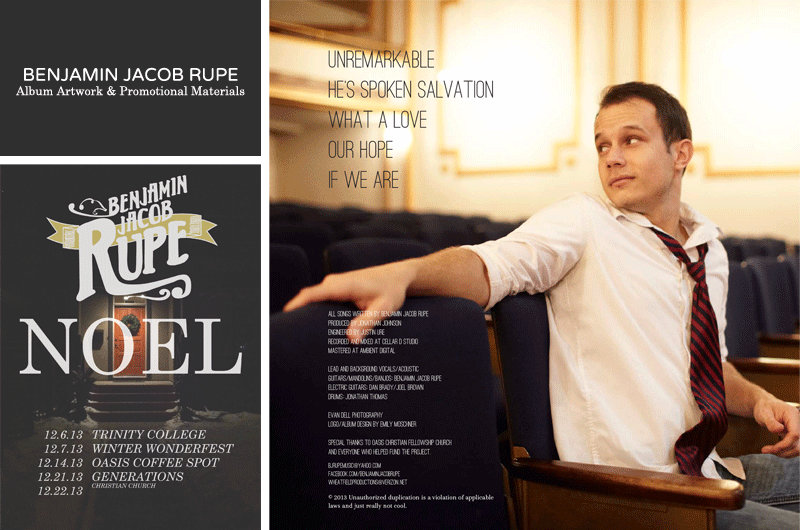 BENJAMIN JACOB RUPE
Album Artwork & Promotional Materials
BENJAMIN
JACOB
RUPE
NOEL
12.6.13 TRINITY COLLEGE
12.7.13 WINTER WONDERFEST
12.14.13 OASIS COFFEE SPOT
12.21.13 GENERATIONS
12.22.13 CHRISTIAN CHURCH
UNREMARKABLE
HE'S SPOKEN SALVATION
WHAT A LOVE
OUR HOPE
IF WE ARE
ALL SONGS WRITTEN BY BENJAMIN JACOB RUPE
PRODUCED BY JONATHAN JOHNSON
ENGINEERED BY JUSTIN URE
RECORDED AND MIXED AT CELLAR D STUDIO
MASTERED AT AMBIENT DIGITAL
LEAD AND BACKGROUND VOCALS/ACOUSTIC
GUITARS/MANDOLINS/BANJOS: BENJAMIN JACOB RUPE
ELECTRIC GUITARS: DAN BRADY/JOEL BROWN
DRUMS: JONATHAN THOMAS
EVAN DELL PHOTOGRAPHY
LOGO/ALBUM DESIGN BY EMILY MOSCHNER
SPECIAL THANKS TO OASIS CHRISTIAN FELLOWSHIP CHURCH
AND EVERYONE WHO HELPED FUND THE PROJECT.
BJRUPEMUSIC@YAHOO.COM
FACEBOOK.COM/BENJAMINJACOBRUPE
WHEATFIELDPRODUCTIONS@VERIZON.NET
© 2013 Unauthorized duplication is a violation of applicable
laws and just really not cool.